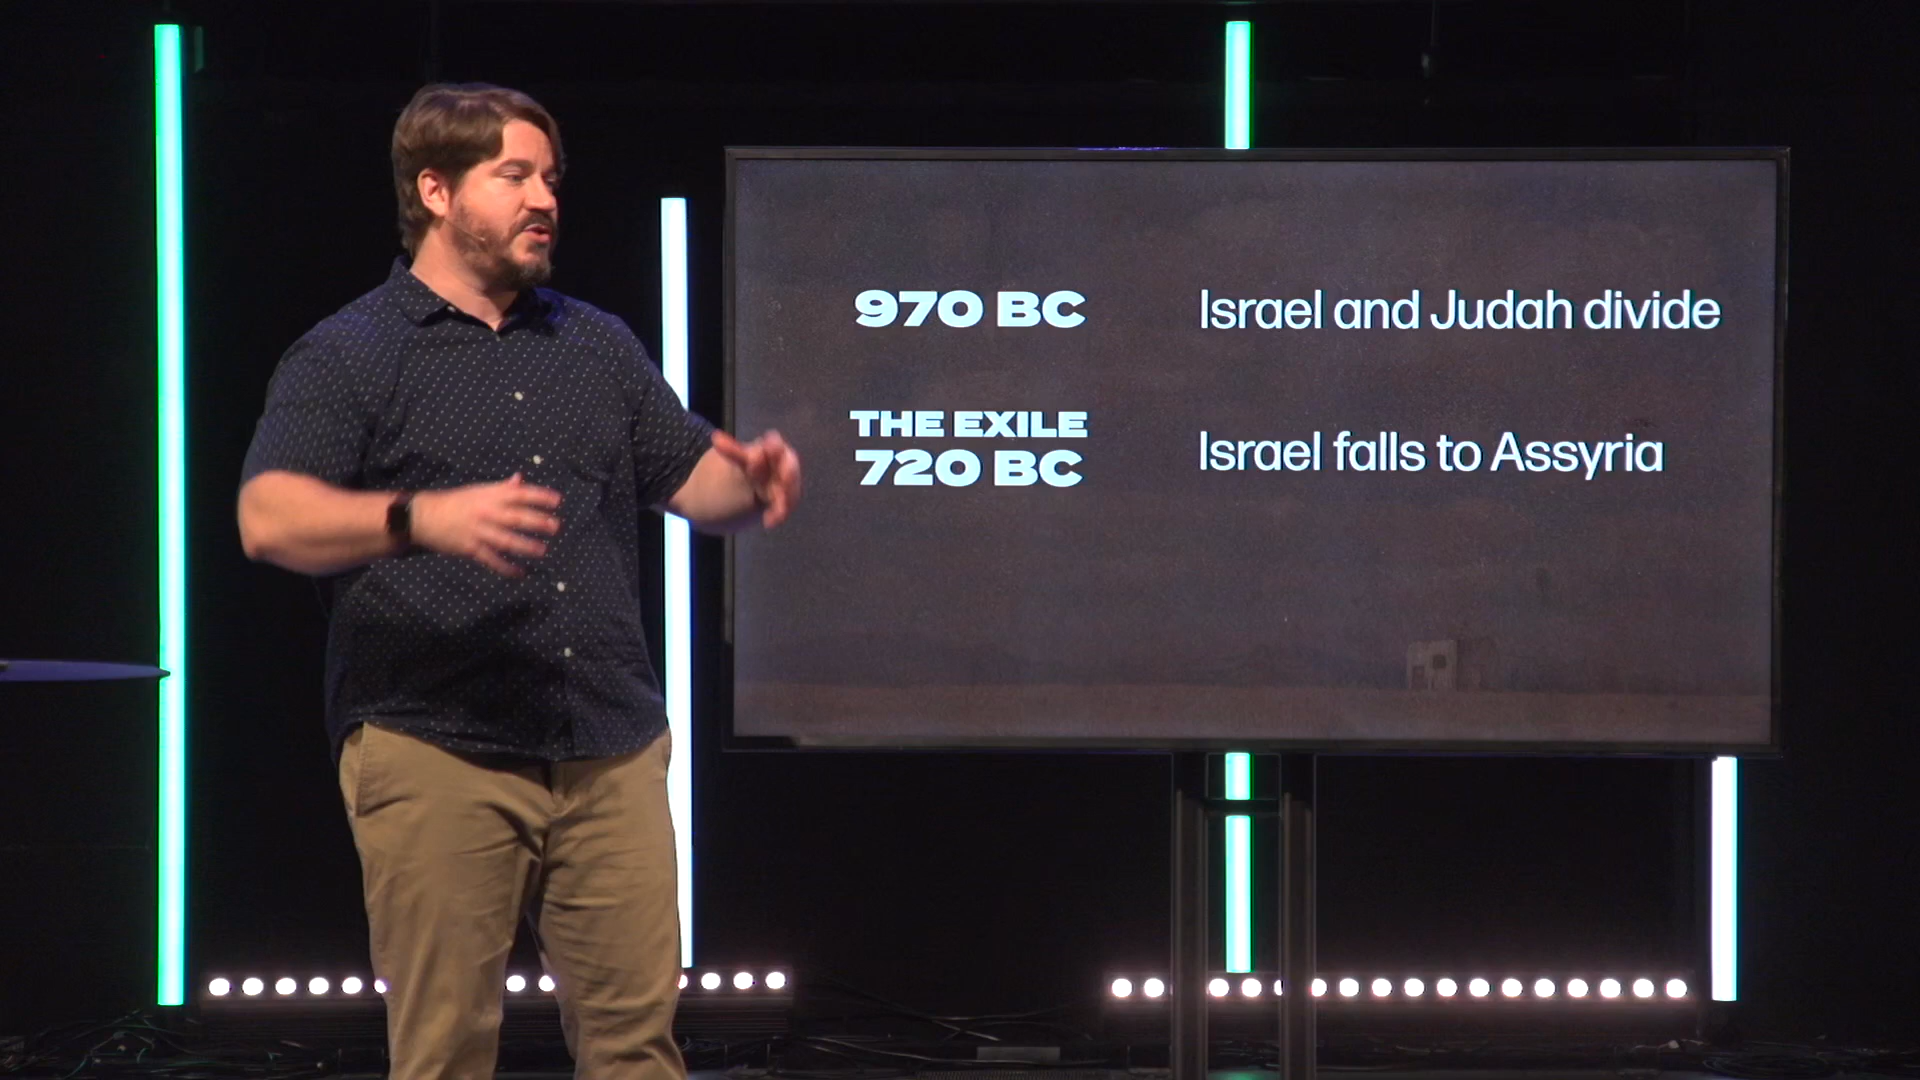 970 BC Israel and Judah divide
THE EXILE
720 BC Israel falls to Assyria